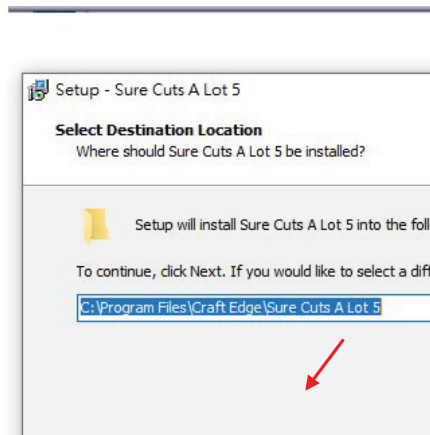 Setup - Sure Cuts A Lot 5
Select Destination Location
Where should Sure Cuts A Lot 5 be installed?
Setup will install Sure Cuts A Lot 5 into the foll
To continue, click Next. If you would like to select a diff
C:\Program Files\Craft Edge\Sure Cuts A Lot 5